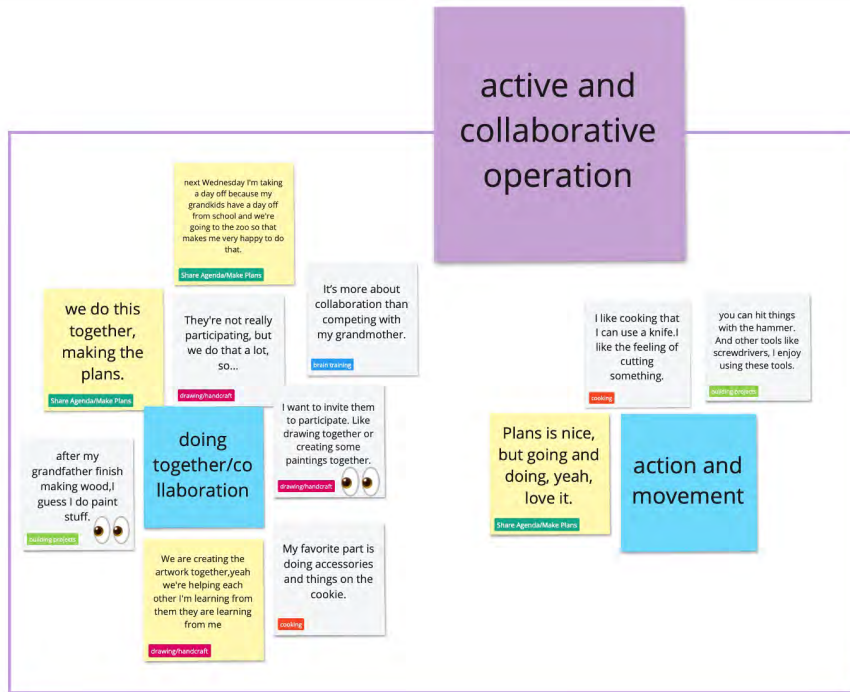 active and
collaborative
operation
next Wednesday I'm taking
a day off because my
grandkids have a day off
from school and we're
going to the zoo so that
makes me very happy to do
that.
Share Agenda/Make Plans
we do this
together,
making the
plans.
Share Agenda/Make Plans
They're not really
participating, but
we do that a lot,
so...
drawing/handcraft
It's more about
collaboration than
competing with
my grandmother.
brain training
after my
grandfather finish
making wood,I
guess I do paint
stuff.
building projects
doing
together/co
llaboration
I want to invite them
to participate. Like
drawing together or
creating some
paintings together.
drawing/handcraft
We are creating the
artwork together,yeah
we're helping each
other I'm learning from
them they are learning
from me
drawing/handcraft
My favorite part is
doing accessories
and things on the
cookie.
cooking
I like cooking that
I can use a knife.I
like the feeling of
cutting
something.
cooking
you can hit things
with the hammer.
And other tools like
screwdrivers, I enjoy
using these tools.
building projects
Plans is nice,
but going and
doing, yeah,
love it.
Share Agenda/Make Plans
action and
movement